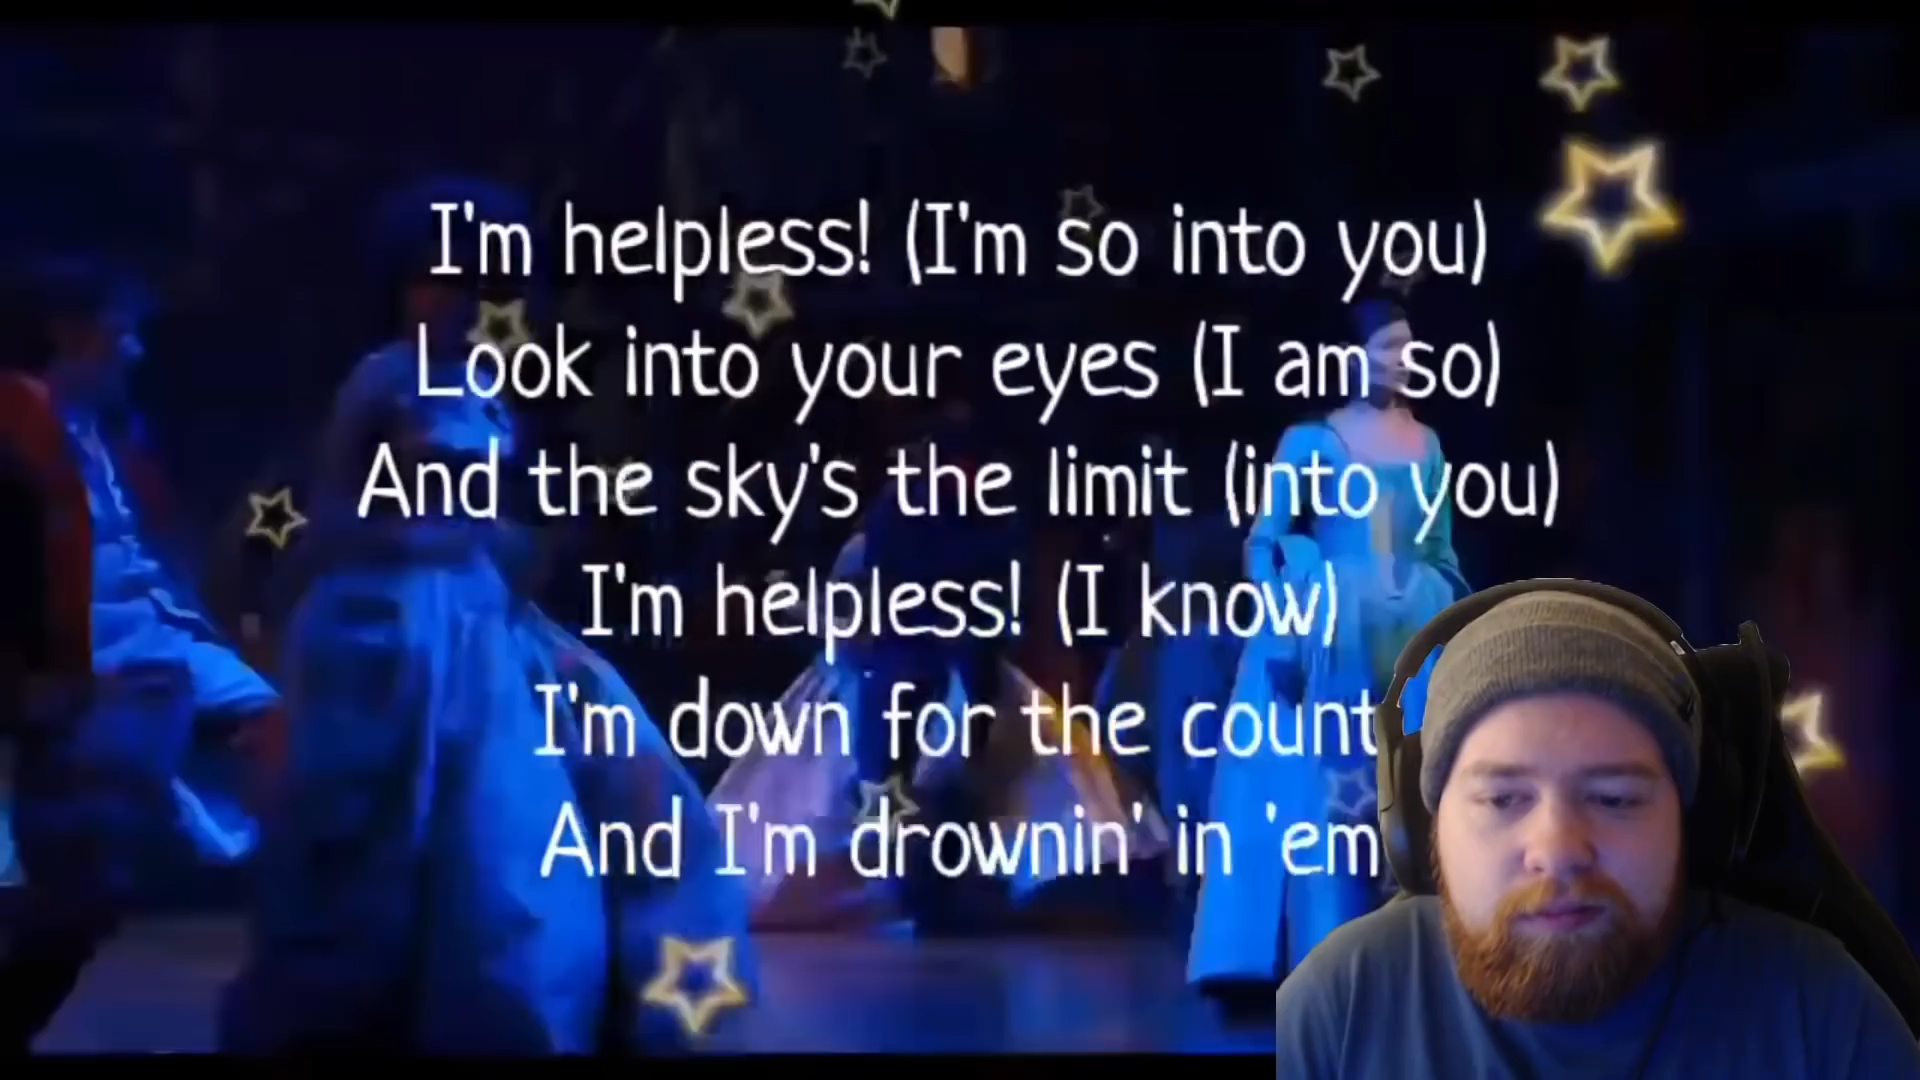 I'm helpless! (I'm so into you)
Look into your eyes (I am so)
And the sky's the limit (into you)
I'm helpless! (I know)
I'm down for the count
And I'm drownin' in 'em